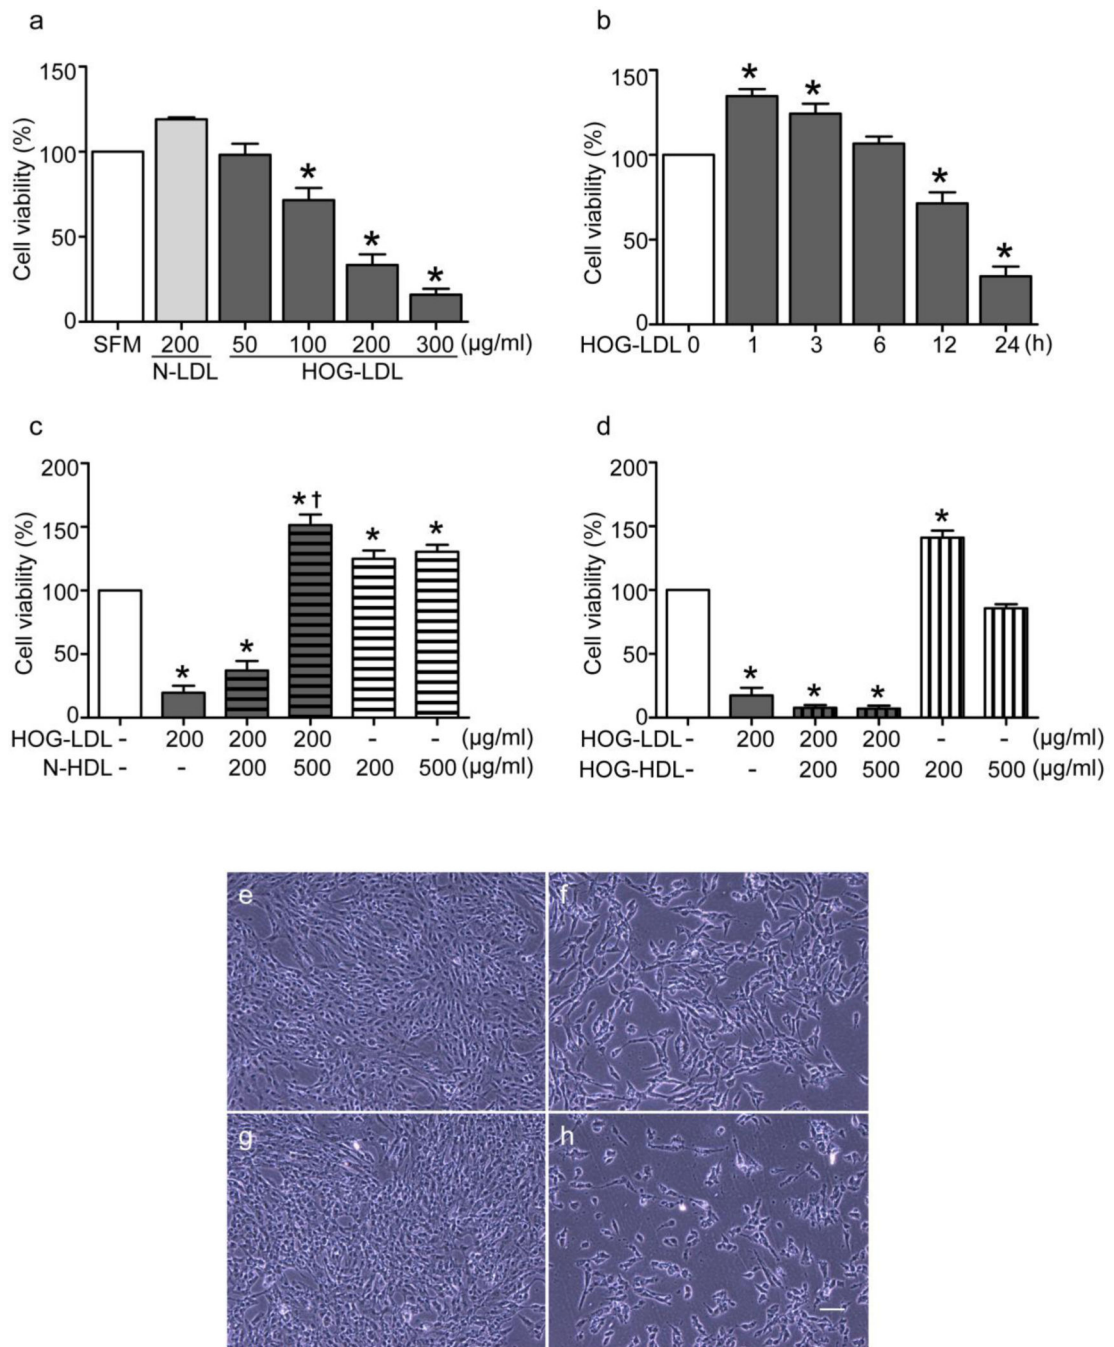 a
150
100
50
0
Cell viability (%)
*
*
*
SFM 200 50 100 200 300 (µg/ml)
N-LDL HOG-LDL
b
150
100
50
0
Cell viability (%)
*
*
*
*
HOG-LDL 0 1 3 6 12 24 (h)
c
200
150
100
50
0
Cell viability (%)
*
*
*†
*
*
HOG-LDL - 200 200 200 - - (µg/ml)
N-HDL - - 200 500 200 500 (µg/ml)
d
200
150
100
50
0
Cell viability (%)
*
*
*
*
HOG-LDL - 200 200 200 - - (µg/ml)
HOG-HDL - - 200 500 200 500 (µg/ml)
e
f
g
h